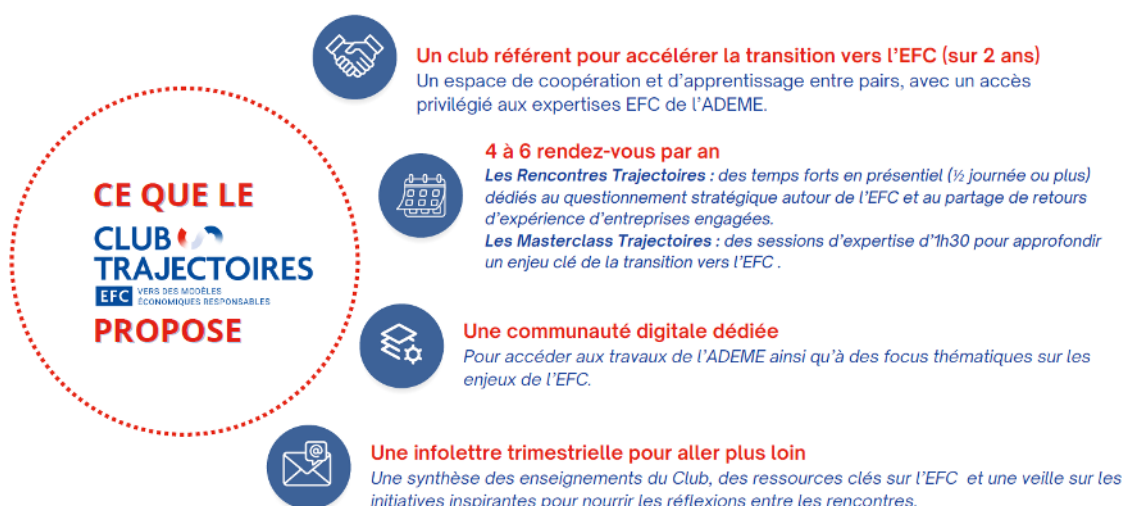 CE QUE LE
CLUB
TRAJECTOIRES
EFC VERS DES MODÈLES
ÉCONOMIQUES RESPONSABLES
PROPOSE
Un club référent pour accélérer la transition vers l'EFC (sur 2 ans)
Un espace de coopération et d'apprentissage entre pairs, avec un accès
privilégié aux expertises EFC de l'ADEME.
4 à 6 rendez-vous par an
Les Rencontres Trajectoires : des temps forts en présentiel (½ journée ou plus)
dédiés au questionnement stratégique autour de l'EFC et au partage de retours
d'expérience d'entreprises engagées.
Les Masterclass Trajectoires : des sessions d'expertise d'1h30 pour approfondir
un enjeu clé de la transition vers l'EFC .
Une communauté digitale dédiée
Pour accéder aux travaux de l'ADEME ainsi qu'à des focus thématiques sur les
enjeux de l'EFC.
@
Une infolettre trimestrielle pour aller plus loin
Une synthèse des enseignements du Club, des ressources clés sur l'EFC et une veille sur les
initiatives inspirantes pour nourrir les réflexions entre les rencontres.